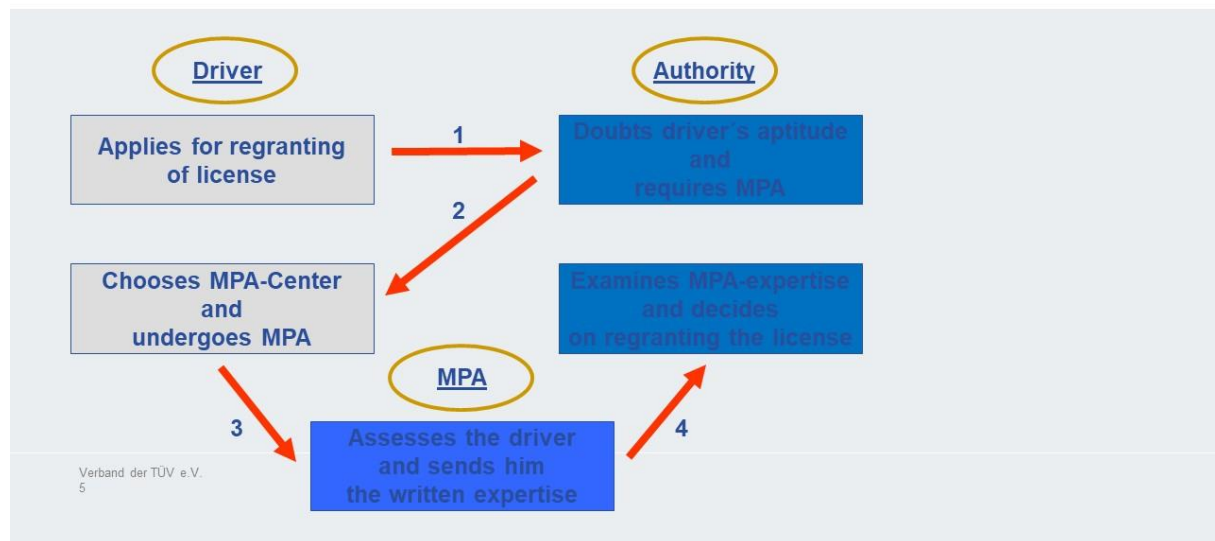 Driver
Authority
Applies for regranting
of license
1
Doubts driver's aptitude
and
requires MPA
2
Chooses MPA-Center
and
undergoes MPA
Examines MPA-expertise
and decides
on regranting the license
MPA
3
4
Assesses the driver
and sends him
the written expertise
Verband der TÜV e.V.
5